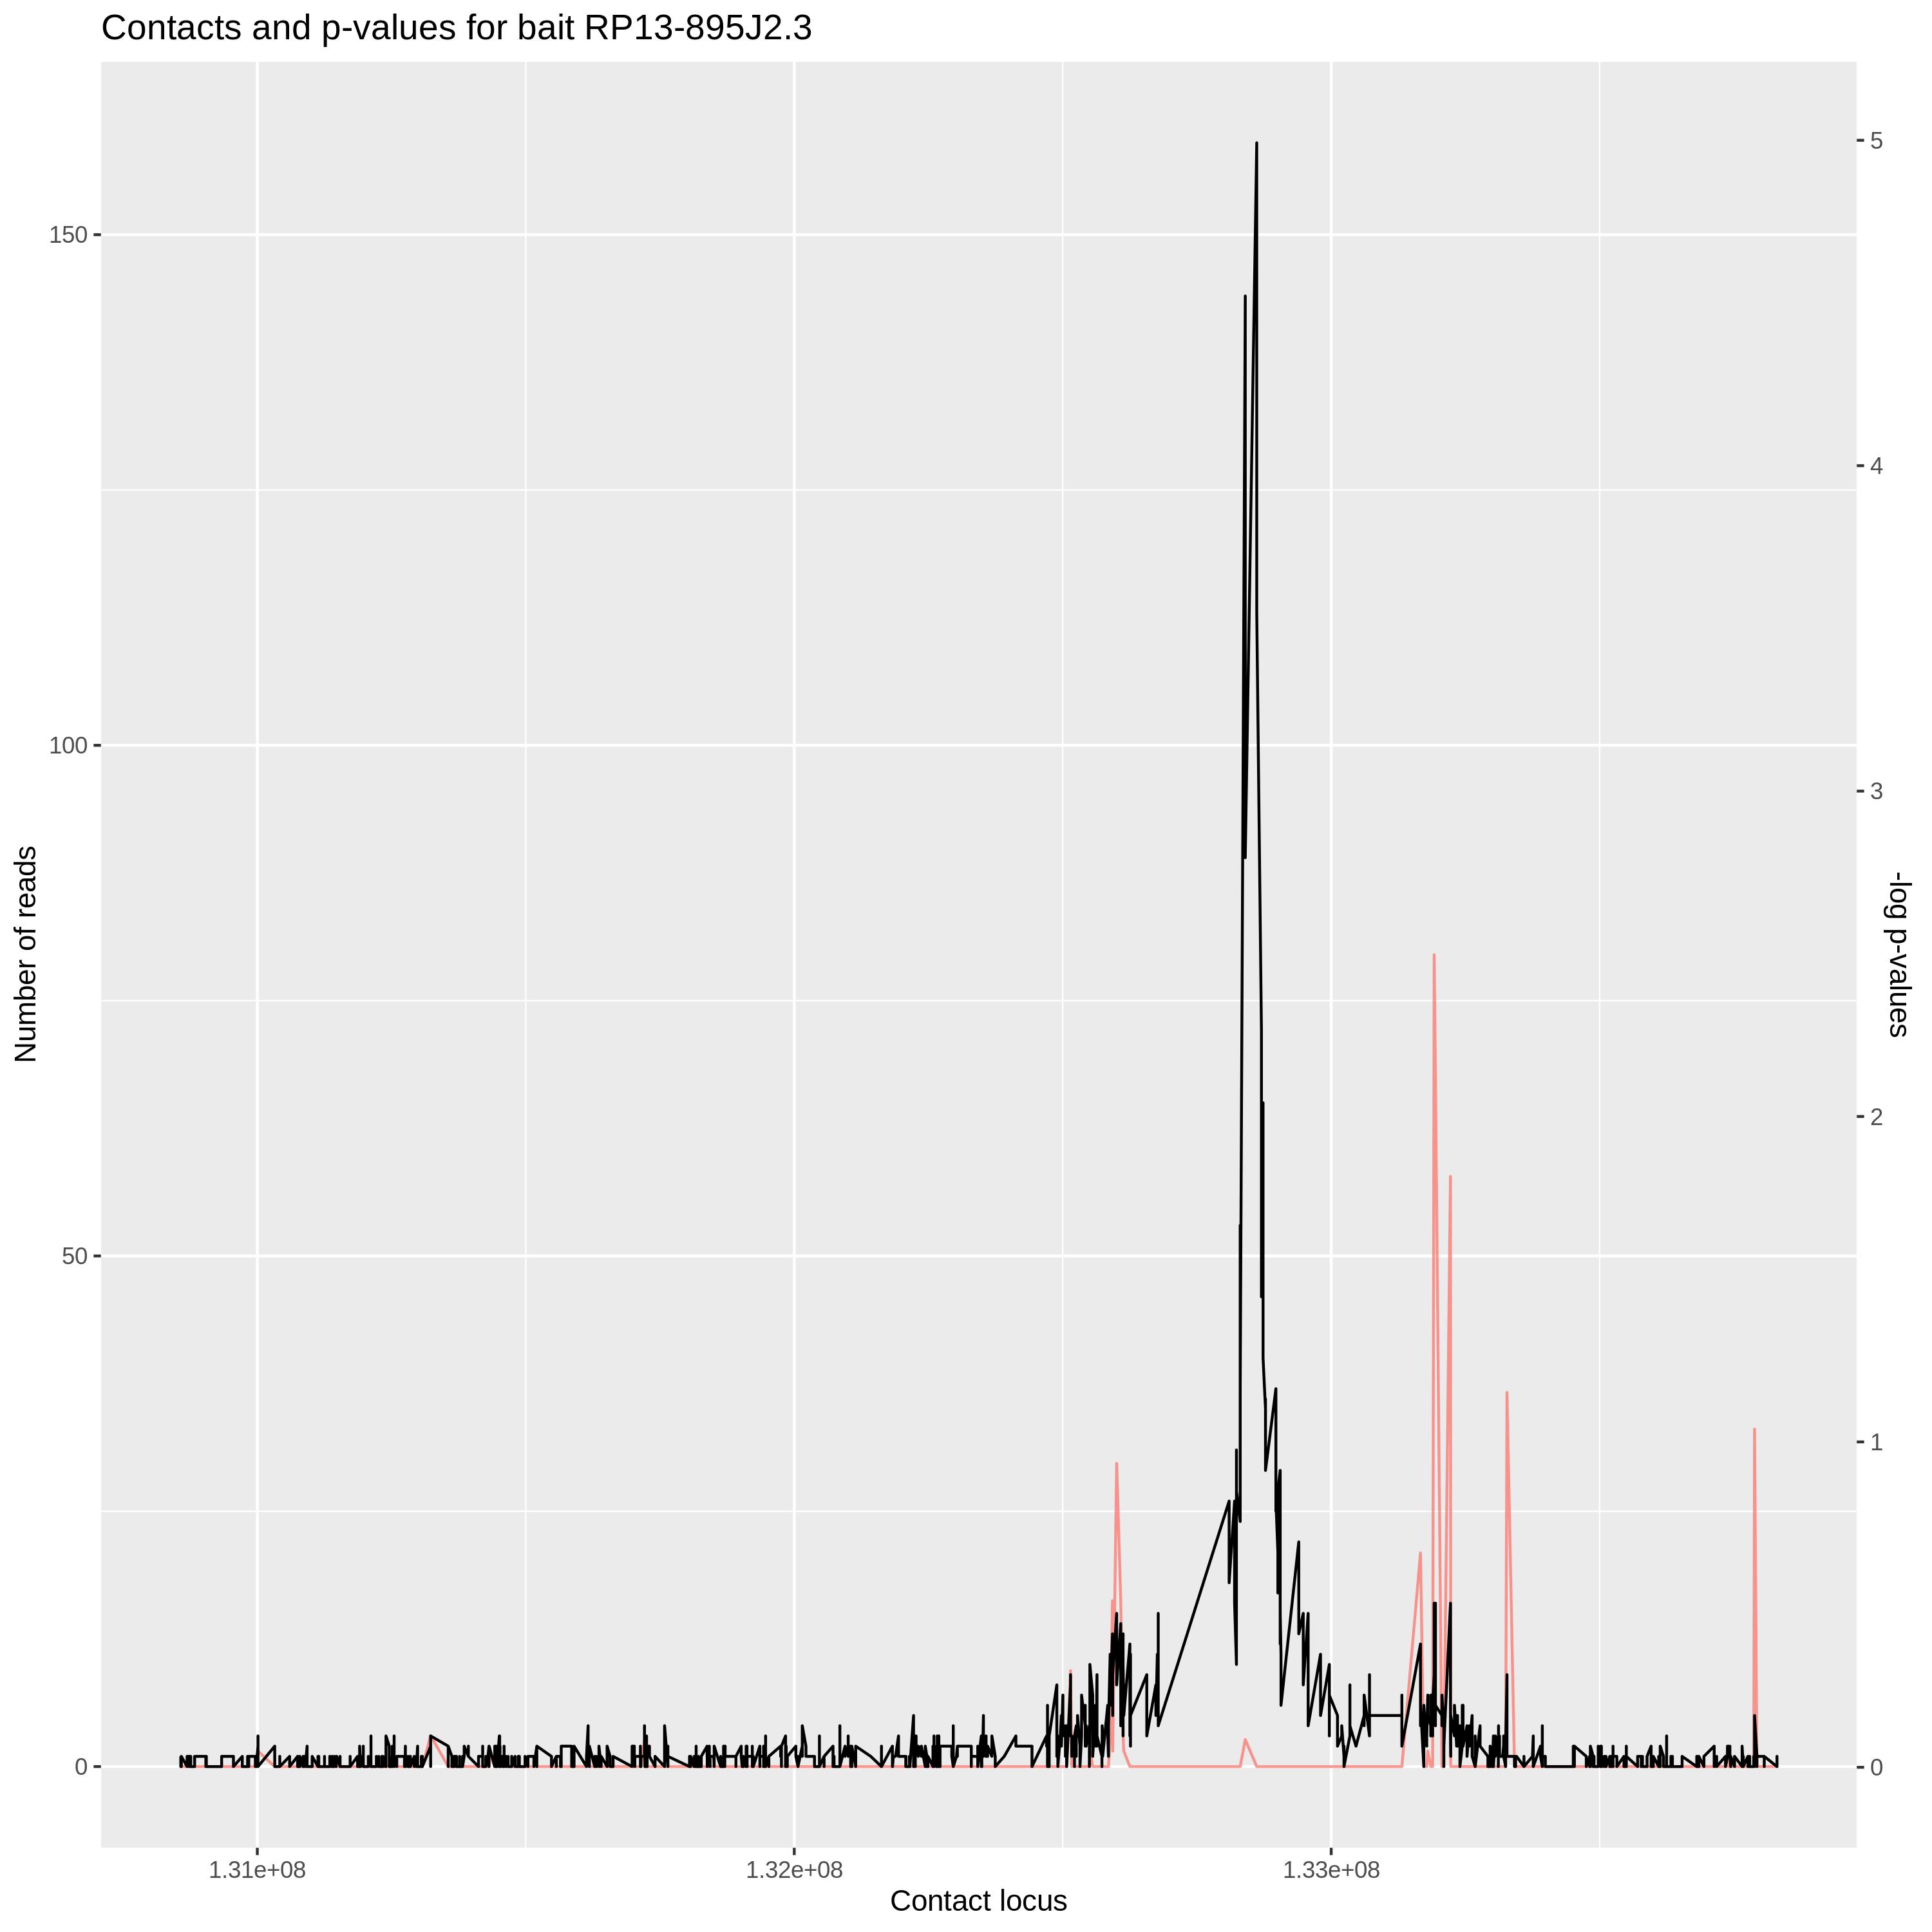 Contacts and p-values for bait RP13-895J2.3
150
100
50
0
Number of reads
5
4
3
2
1
0
-log p-values
1.31e+08
1.32e+08
1.33e+08
Contact locus